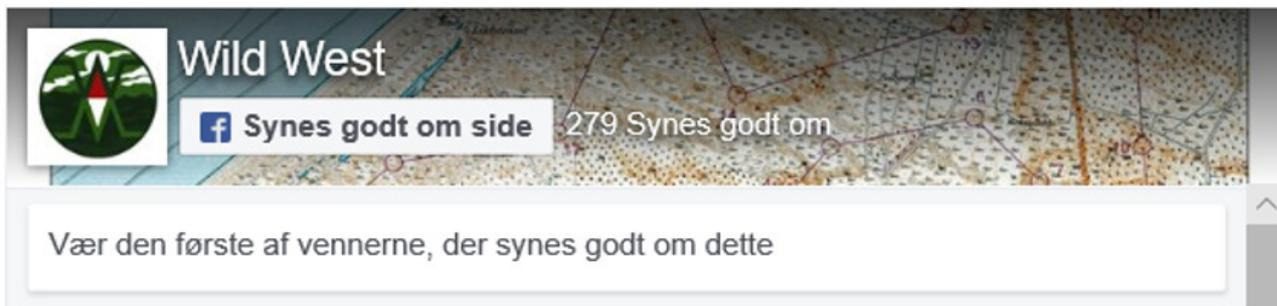 Wild West
Synes godt om side
279 Synes godt om
Vær den første af vennerne, der synes godt om dette